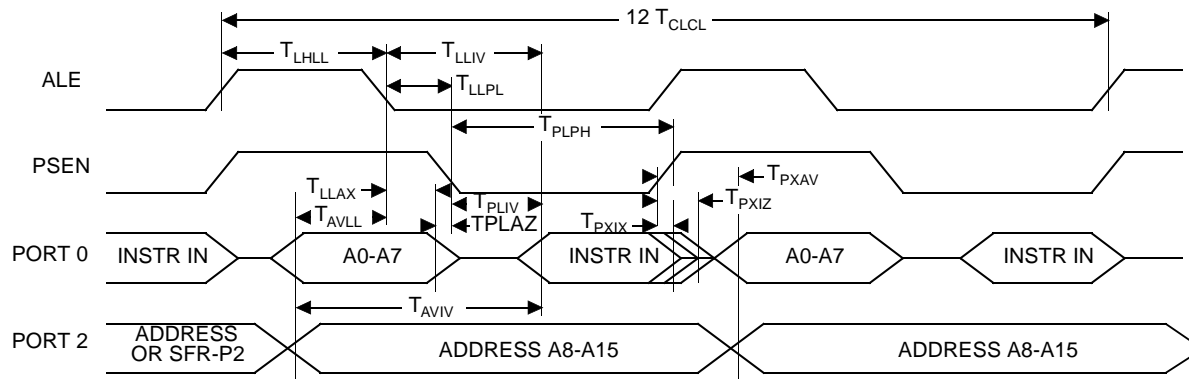 12 TCLCL
TLHLL TLLIV
ALE
TLLPL
TPLPH
PSEN
TLLAX TPXAV
TPLIV TPXIZ
TAVLL TPLAZ TPXIX
PORT 0 INSTR IN A0-A7 INSTR IN A0-A7 INSTR IN
TAVIV
PORT 2 ADDRESS OR SFR-P2 ADDRESS A8-A15 ADDRESS A8-A15